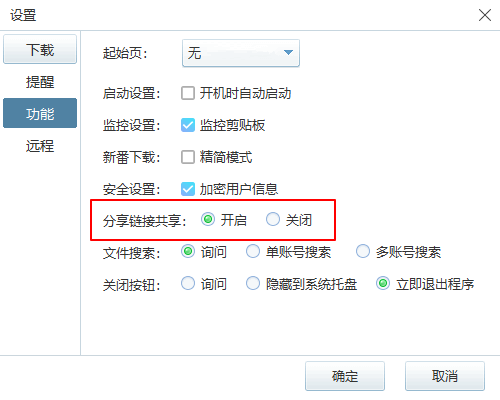 设置
下载
提醒
功能
远程
起始页: 无
启动设置: 开机时自动启动
监控设置: 监控剪贴板
新番下载: 精简模式
安全设置: 加密用户信息
分享链接共享: 开启 关闭
文件搜索: 询问 单账号搜索 多账号搜索
关闭按钮: 询问 隐藏到系统托盘 立即退出程序
确定 取消